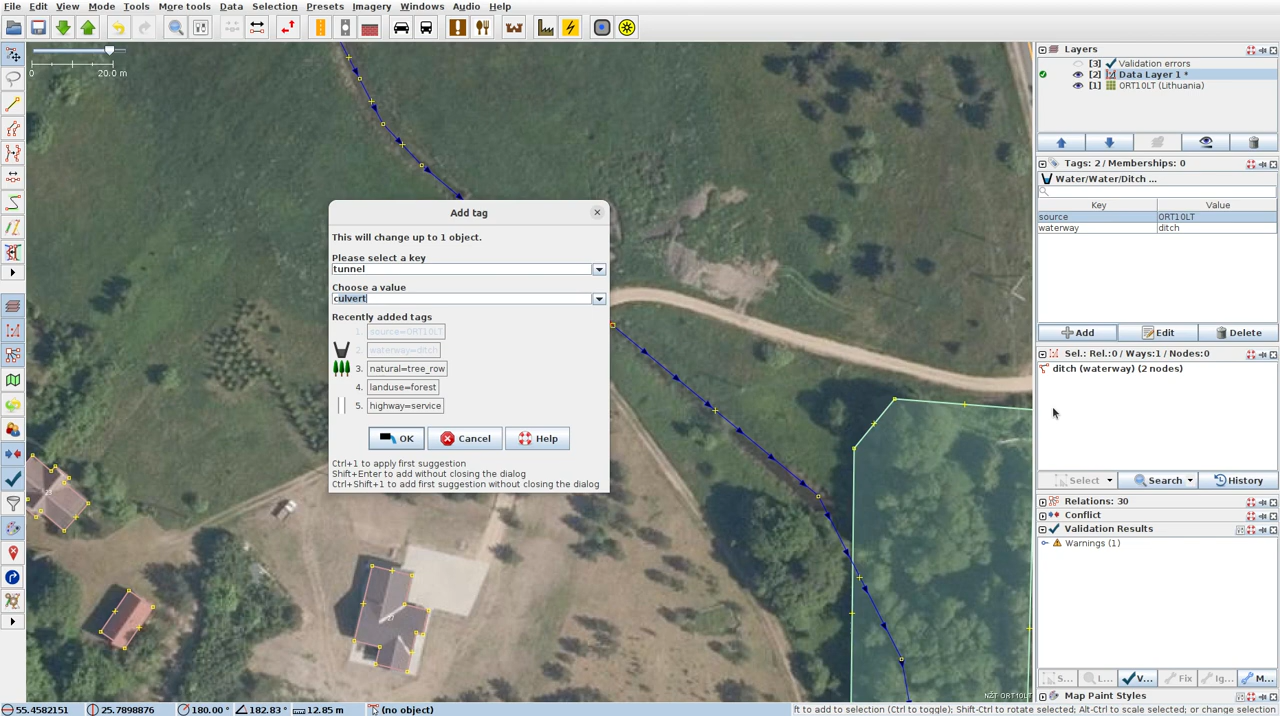 File Edit View Mode Tools More tools Data Selection Presets Imagery Windows Audio Help
0 20.0 m
Layers
[3] Validation errors
[2] Data Layer 1 *
[1] ORT10LT (Lithuania)
Tags: 2 / Memberships: 0
Water/Water/Ditch ...
Key Value
source ORT10LT
waterway ditch
Add Edit Delete
Sel.: Rel.:0 / Ways:1 / Nodes:0
ditch (waterway) (2 nodes)
Select Search History
Relations: 30
Conflict
Validation Results
Warnings (1)
S... L... V... Fix Ig... M...
Map Paint Styles
Add tag
This will change up to 1 object.
Please select a key
tunnel
Choose a value
culvert
Recently added tags
1. source=ORT10LT
2. waterway=ditch
3. natural=tree_row
4. landuse=forest
5. highway=service
OK Cancel Help
Ctrl+1 to apply first suggestion
Shift+Enter to add without closing the dialog
Ctrl+Shift+1 to add first suggestion without closing the dialog
NŽT ORT10LT
55.4582151 25.7898876 180.00 ° 182.83° 12.85 m (no object) ft to add to selection (Ctrl to toggle); Shift-Ctrl to rotate selected; Alt-Ctrl to scale selected; or change selection